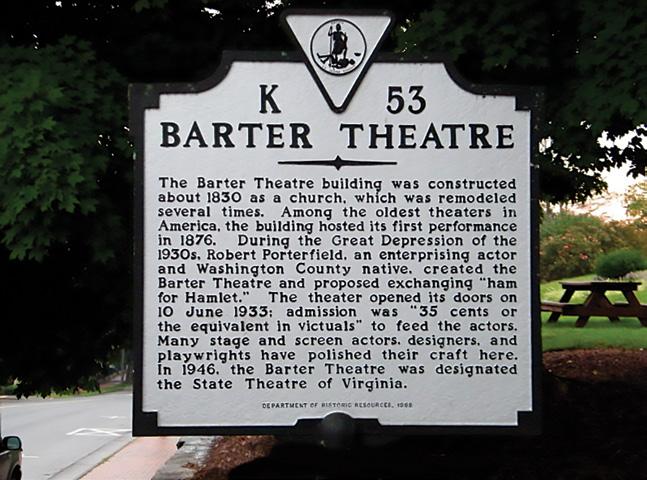 K 53
BARTER THEATRE
The Barter Theatre building was constructed
about 1830 as a church, which was remodeled
several times. Among the oldest theaters in
America, the building hosted its first performance
in 1876. During the Great Depression of the
1930s, Robert Porterfield, an enterprising actor
and Washington County native, created the
Barter Theatre and proposed exchanging "ham
for Hamlet." The theater opened its doors on
10 June 1933; admission was "35 cents or
the equivalent in victuals" to feed the actors.
Many stage and screen actors, designers, and
playwrights have polished their craft here.
In 1946, the Barter Theatre was designated
the State Theatre of Virginia.
DEPARTMENT OF HISTORIC RESOURCES,